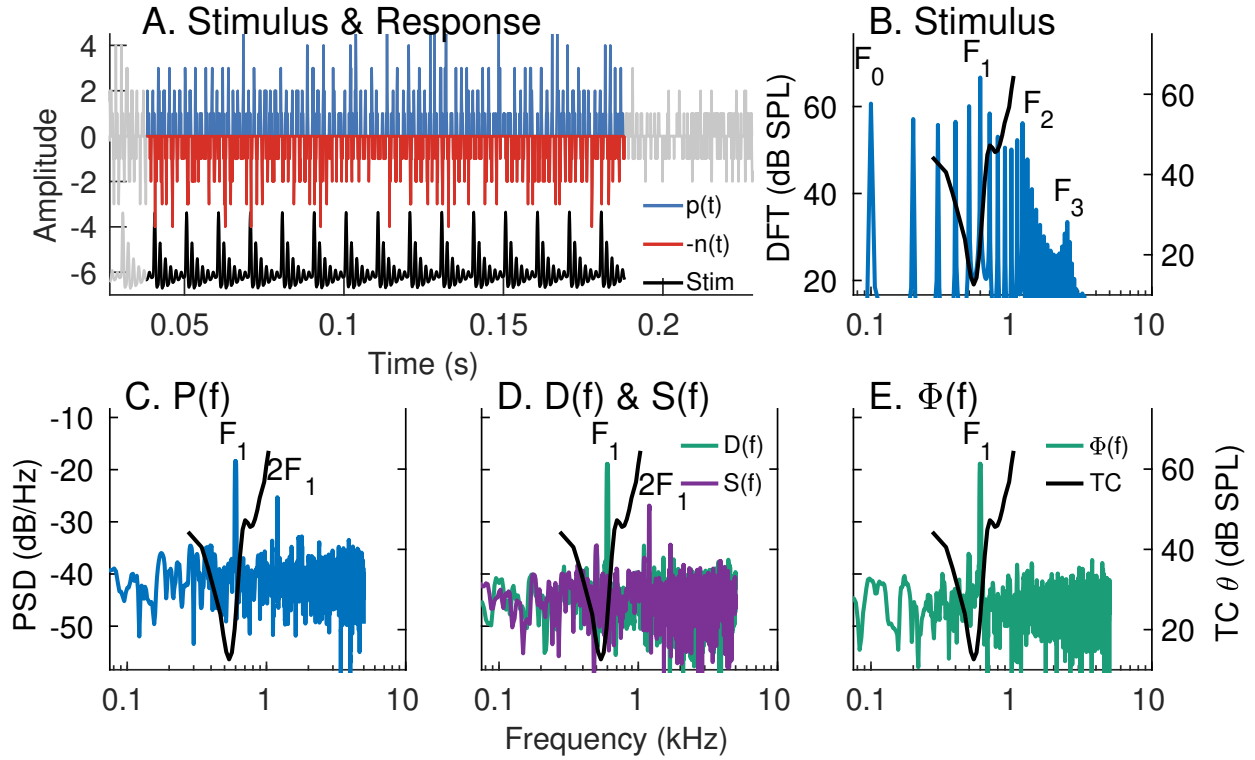 A. Stimulus & Response
Amplitude
4
2
0
-2
-4
-6
p(t)
-n(t)
Stim
0.05
0.1
0.15
0.2
Time (s)
B. Stimulus
DFT (dB SPL)
60
40
20
F0
F1
F2
F3
60
40
20
0.1
1
10
C. P(f)
PSD (dB/Hz)
-10
-20
-30
-40
-50
F1
2F1
0.1
1
10
D. D(f) & S(f)
F1
2F1
D(f)
S(f)
0.1
1
10
Frequency (kHz)
E. Φ(f)
F1
Φ(f)
TC
60
40
20
TC θ (dB SPL)
0.1
1
10